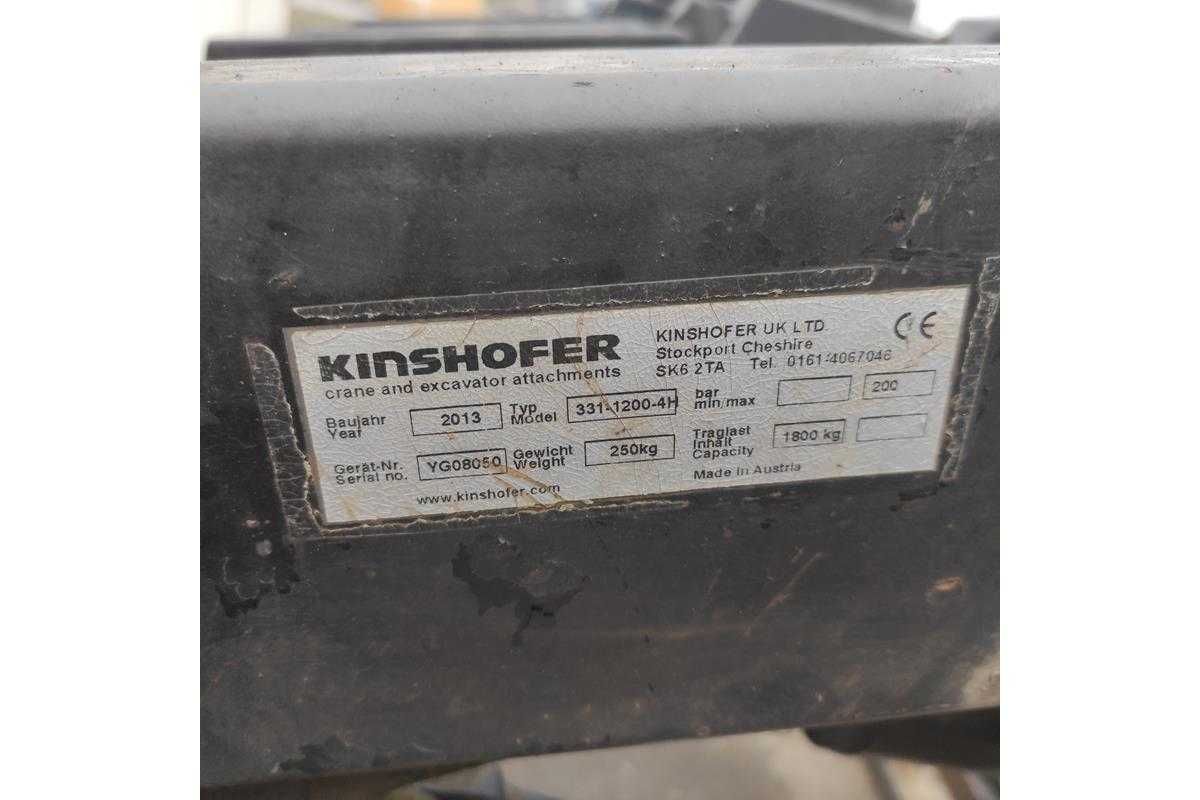 KINSHOFER
crane and excavator attachments
KINSHOFER UK LTD.
Stockport Cheshire
SK6 2TA Tel. 0161-4067046
CE
Baujahr
Year
2013
Typ
Model
331-1200-4H
bar
min/max
200
Gerät-Nr.
Serial no.
YG08050
Gewicht
Weight
250kg
Traglast
Inhalt
Capacity
1800 kg
www.kinshofer.com
Made in Austria